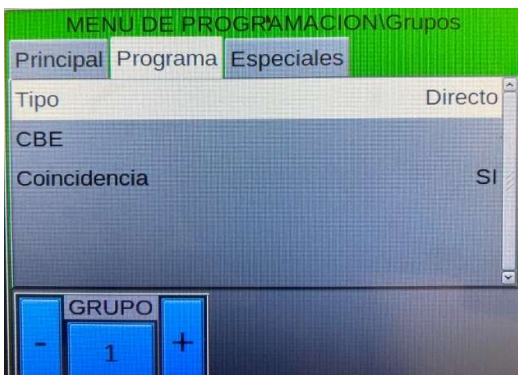 MENU DE PROGRAMACION\Grupos
Principal Programa Especiales
Tipo Directo
CBE
Coincidencia SI
GRUPO
- 1 +